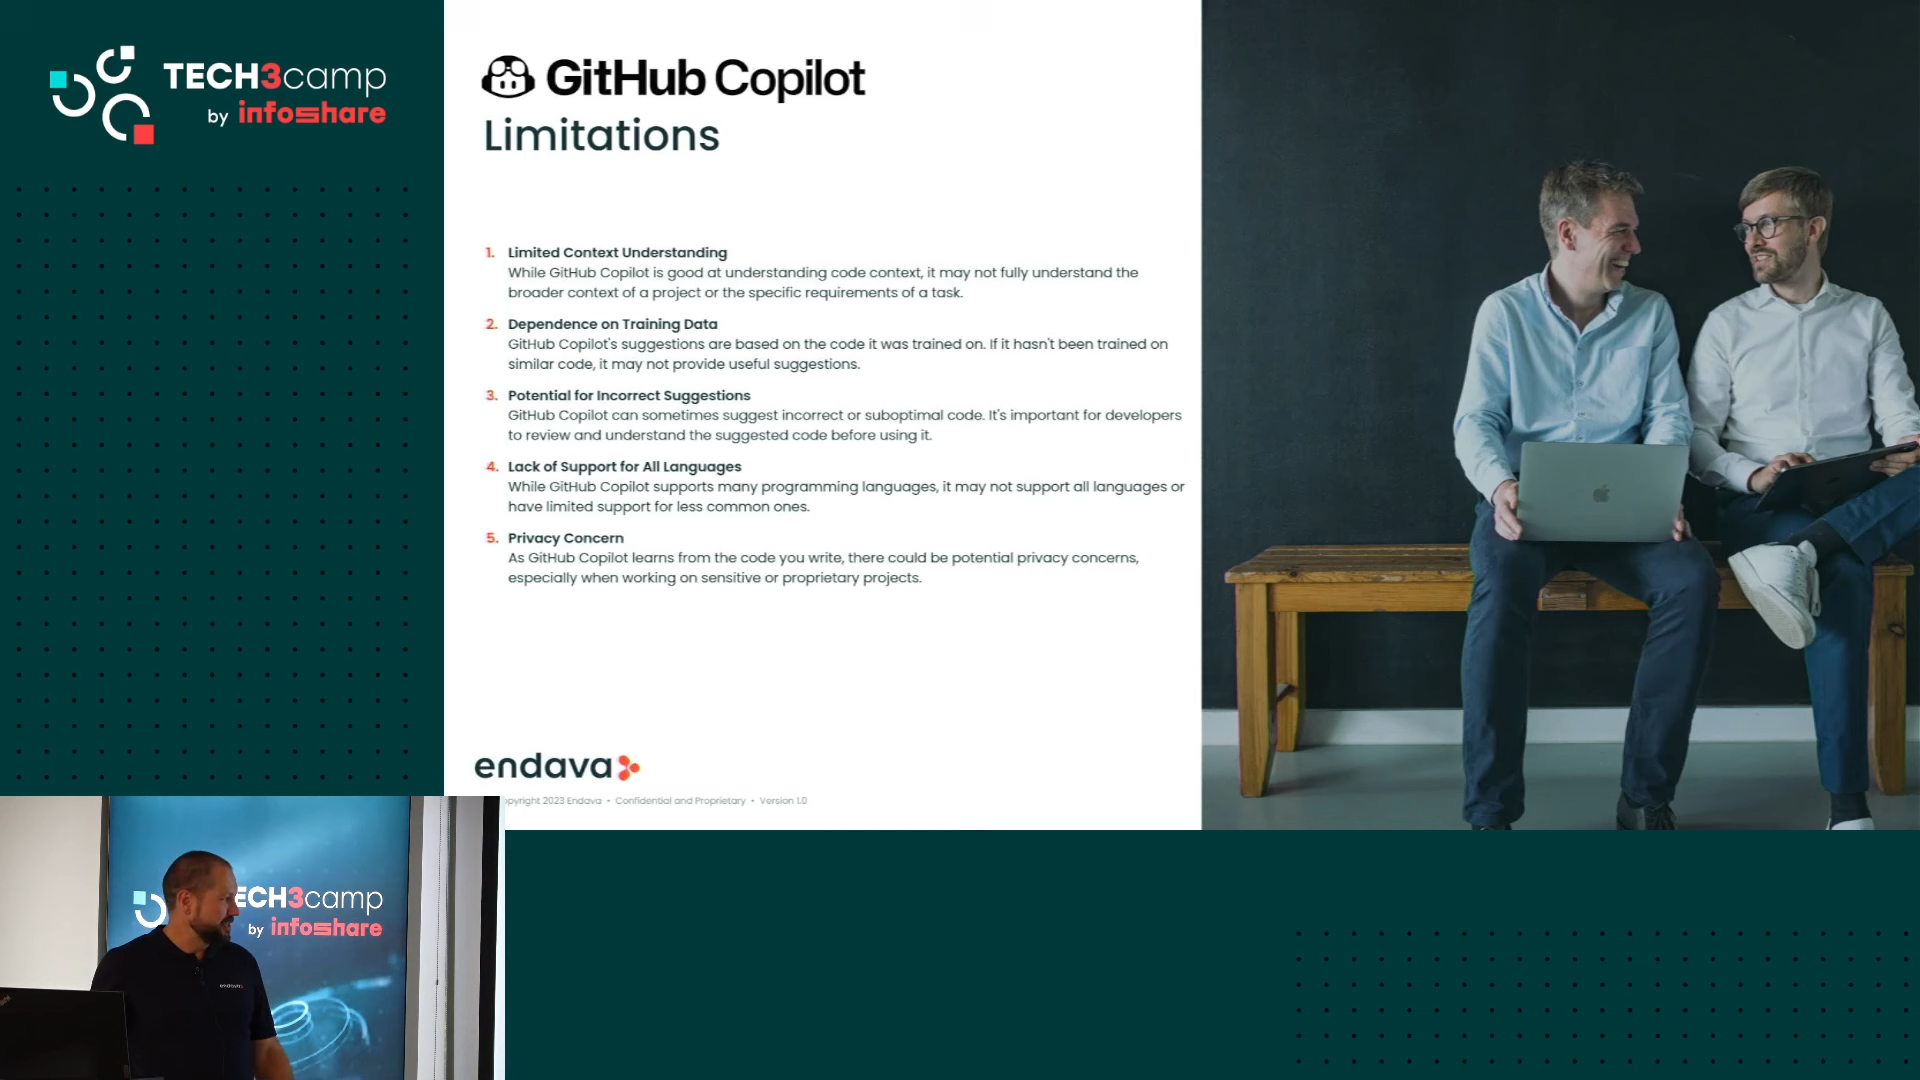 TECH3camp
by infoshare
GitHub Copilot
Limitations
1. Limited Context Understanding
While GitHub Copilot is good at understanding code context, it may not fully understand the
broader context of a project or the specific requirements of a task.
2. Dependence on Training Data
GitHub Copilot's suggestions are based on the code it was trained on. If it hasn't been trained on
similar code, it may not provide useful suggestions.
3. Potential for Incorrect Suggestions
GitHub Copilot can sometimes suggest incorrect or suboptimal code. It's important for developers
to review and understand the suggested code before using it.
4. Lack of Support for All Languages
While GitHub Copilot supports many programming languages, it may not support all languages or
have limited support for less common ones.
5. Privacy Concern
As GitHub Copilot learns from the code you write, there could be potential privacy concerns,
especially when working on sensitive or proprietary projects.
endava
opyright 2023 Endava • Confidential and Proprietary • Version 1.0
ECH3camp
by infoshare
endava